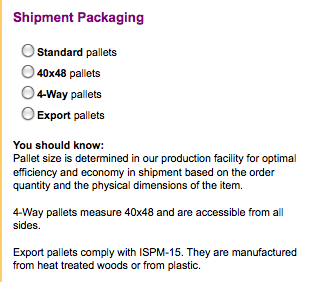 Shipment Packaging
Standard pallets
40x48 pallets
4-Way pallets
Export pallets
You should know:
Pallet size is determined in our production facility for optimal
efficiency and economy in shipment based on the order
quantity and the physical dimensions of the item.
4-Way pallets measure 40x48 and are accessible from all
sides.
Export pallets comply with ISPM-15. They are manufactured
from heat treated woods or from plastic.